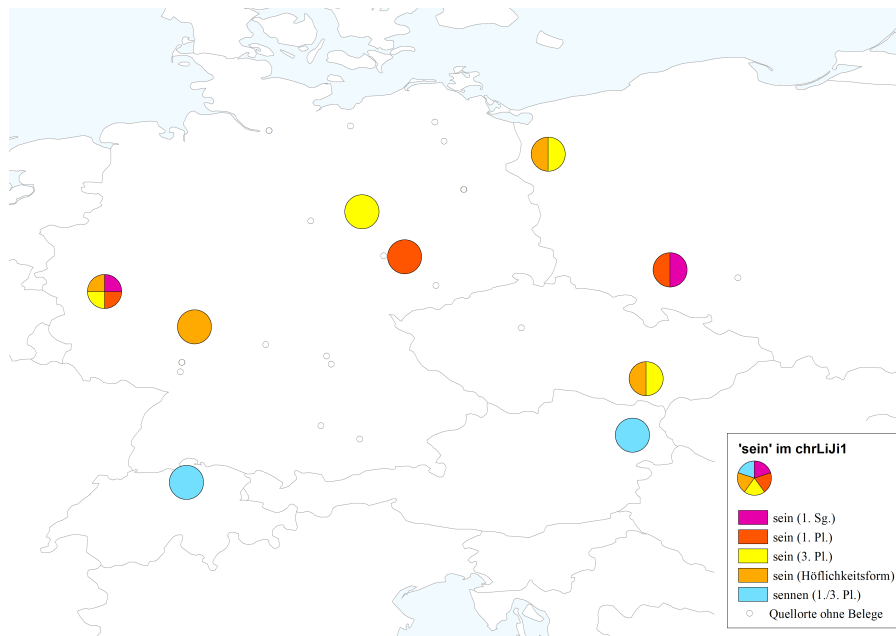 'sein' im chrLiJi1
sein (1. Sg.)
sein (1. Pl.)
sein (3. Pl.)
sein (Höflichkeitsform)
sennen (1./3. Pl.)
Quellorte ohne Belege